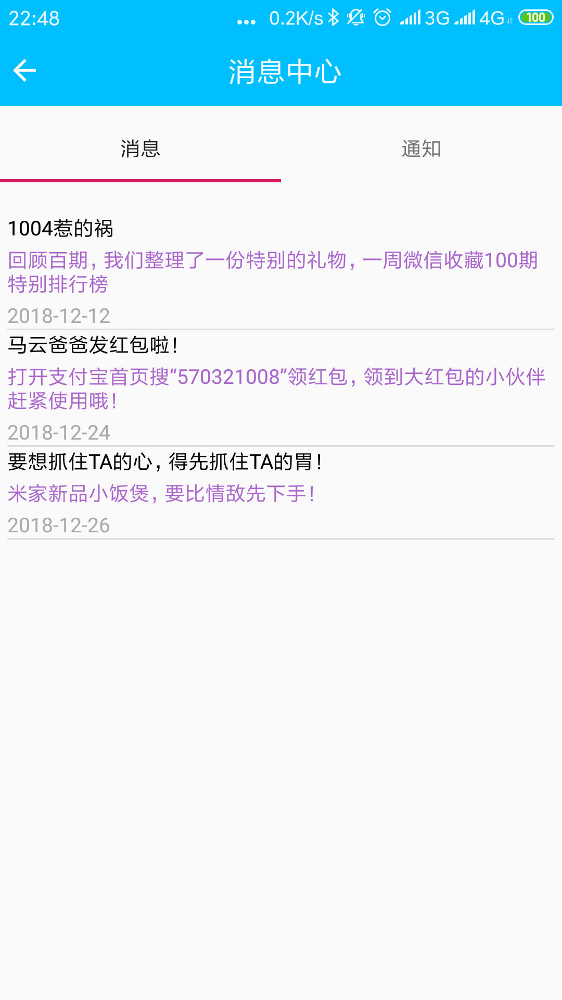 22:48 ... 0.2K/s 3G 4G 100
消息中心
消息 通知
1004惹的祸
回顾百期，我们整理了一份特别的礼物，一周微信收藏100期
特别排行榜
2018-12-12
马云爸爸发红包啦！
打开支付宝首页搜“570321008”领红包，领到大红包的小伙伴
赶紧使用哦！
2018-12-24
要想抓住TA的心，得先抓住TA的胃！
米家新品小饭煲，要比情敌先下手！
2018-12-26